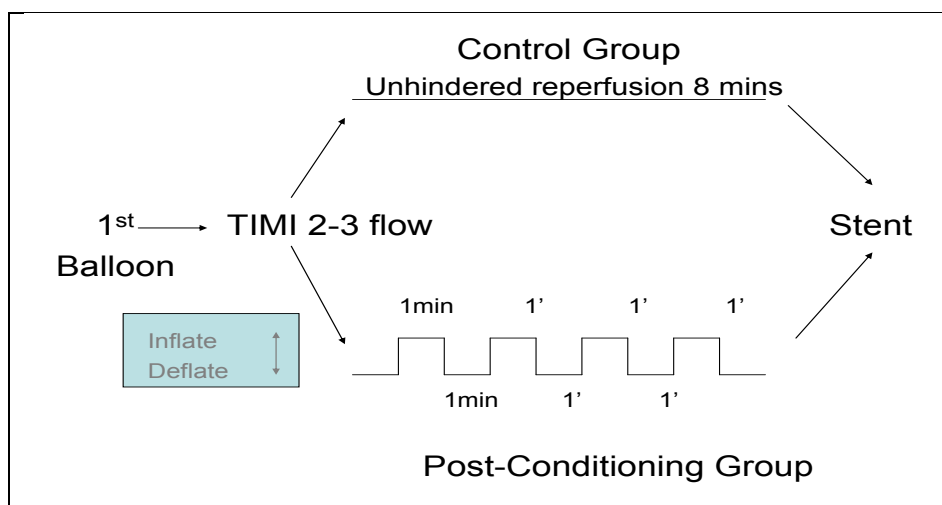 Control Group
Unhindered reperfusion 8 mins
1st
TIMI 2-3 flow
Stent
Balloon
1min 1’ 1’ 1’
Inflate
Deflate
1min 1’ 1’
Post-Conditioning Group